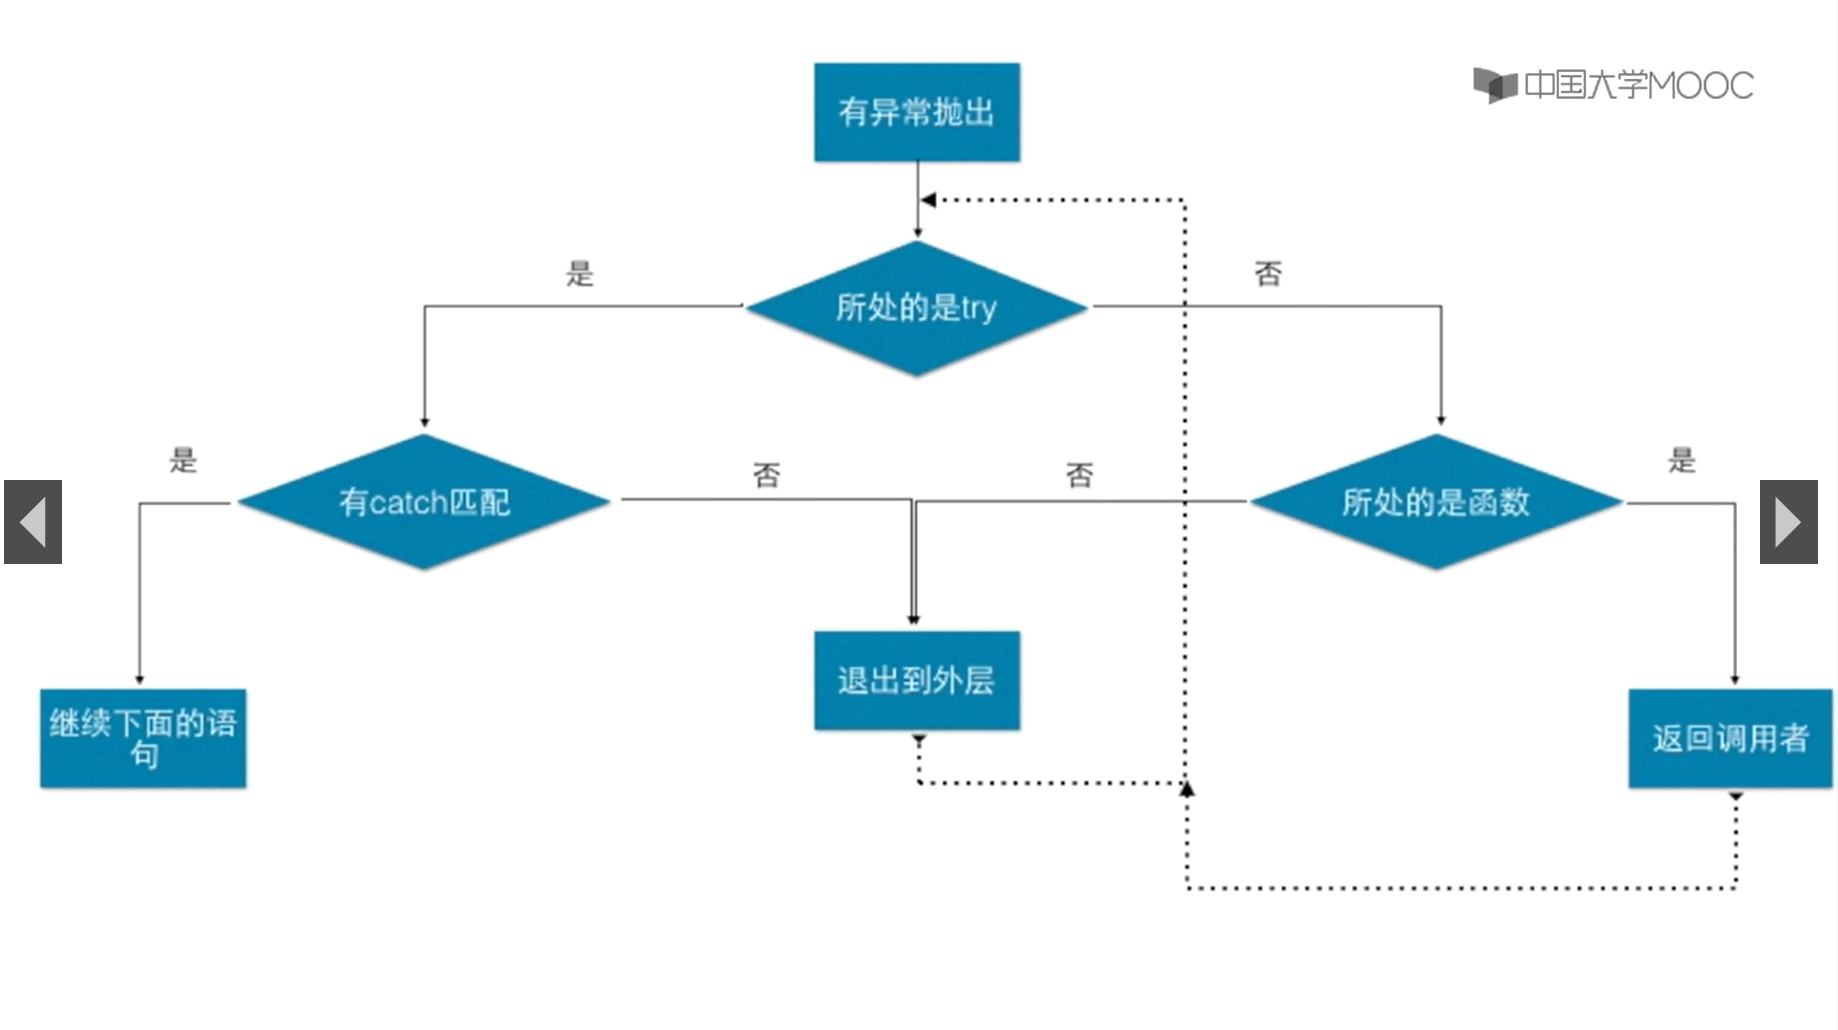 中国大学MOOC
有异常抛出
是
否
所处的是try
是
否
否
是
有catch匹配
所处的是函数
退出到外层
继续下面的语
句
返回调用者